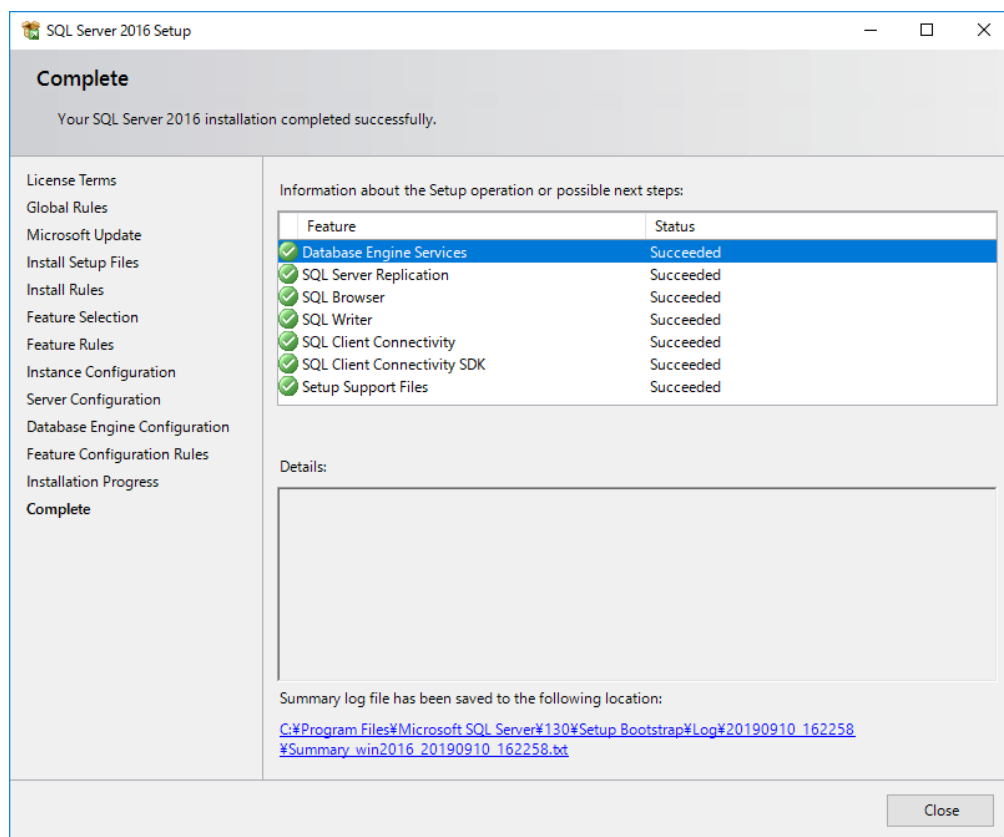 SQL Server 2016 Setup
Complete
Your SQL Server 2016 installation completed successfully.
License Terms
Global Rules
Microsoft Update
Install Setup Files
Install Rules
Feature Selection
Feature Rules
Instance Configuration
Server Configuration
Database Engine Configuration
Feature Configuration Rules
Installation Progress
Complete
Information about the Setup operation or possible next steps:
Feature Status
Database Engine Services Succeeded
SQL Server Replication Succeeded
SQL Browser Succeeded
SQL Writer Succeeded
SQL Client Connectivity Succeeded
SQL Client Connectivity SDK Succeeded
Setup Support Files Succeeded
Details:
Summary log file has been saved to the following location:
C:¥Program Files¥Microsoft SQL Server¥130¥Setup Bootstrap¥Log¥20190910_162258
¥Summary_win2016_20190910_162258.txt
Close